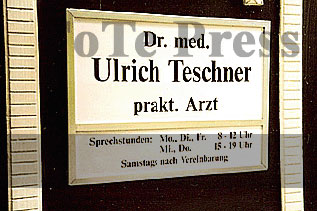 oTe Press
Dr. med.
Ulrich Teschner
prakt. Arzt
Sprechstunden: Mo., Di., Fr. 8 - 12 Uhr
Mi., Do. 15 - 19 Uhr
Samstags nach Vereinbarung